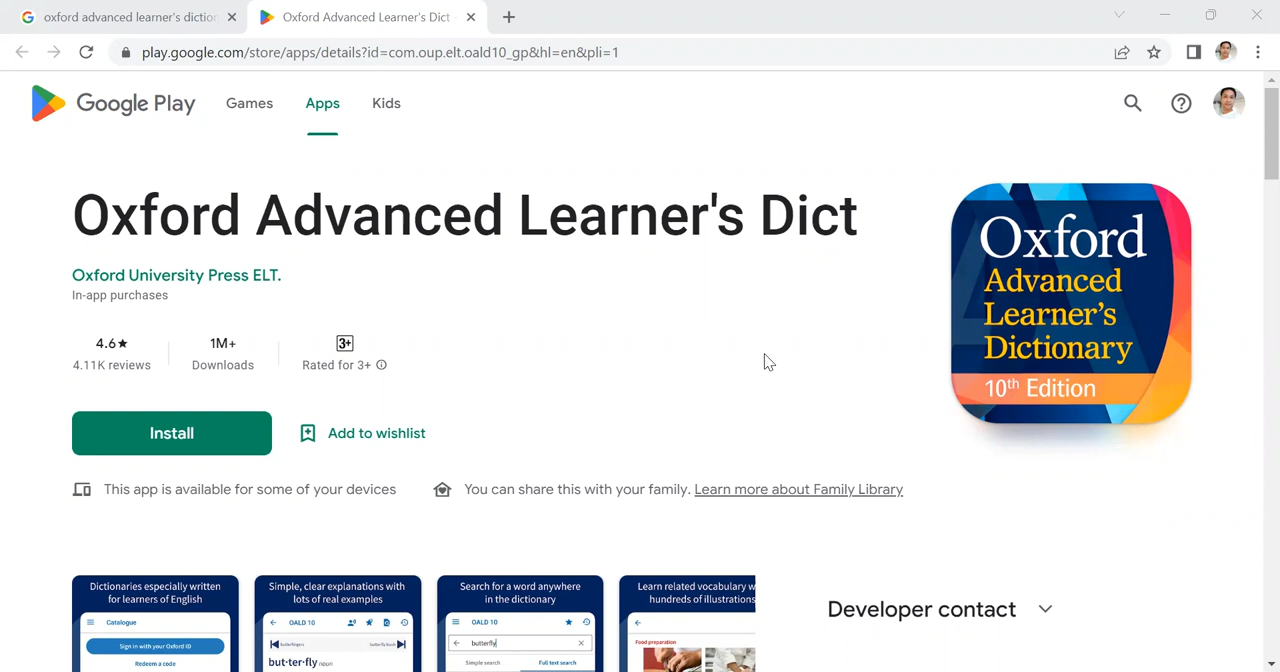 oxford advanced learner's diction
Oxford Advanced Learner's Dict -
play.google.com/store/apps/details?id=com.oup.elt.oald10_gp&hl=en&pli=1
Google Play
Games
Apps
Kids
Oxford Advanced Learner's Dict
Oxford University Press ELT.
In-app purchases
4.6★
4.11K reviews
1M+
Downloads
3+
Rated for 3+
Install
Add to wishlist
This app is available for some of your devices
You can share this with your family. Learn more about Family Library
Oxford
Advanced
Learner's
Dictionary
10th Edition
Dictionaries especially written
for learners of English
Catalogue
Sign in with your Oxford ID
Redeem a code
Simple, clear explanations with
lots of real examples
OALD 10
butterfingers
butterfly bush
but·ter·fly noun
Search for a word anywhere
in the dictionary
OALD 10
butterfly
Simple search
Full text search
Learn related vocabulary w
hundreds of illustrations
Food preparation
Developer contact